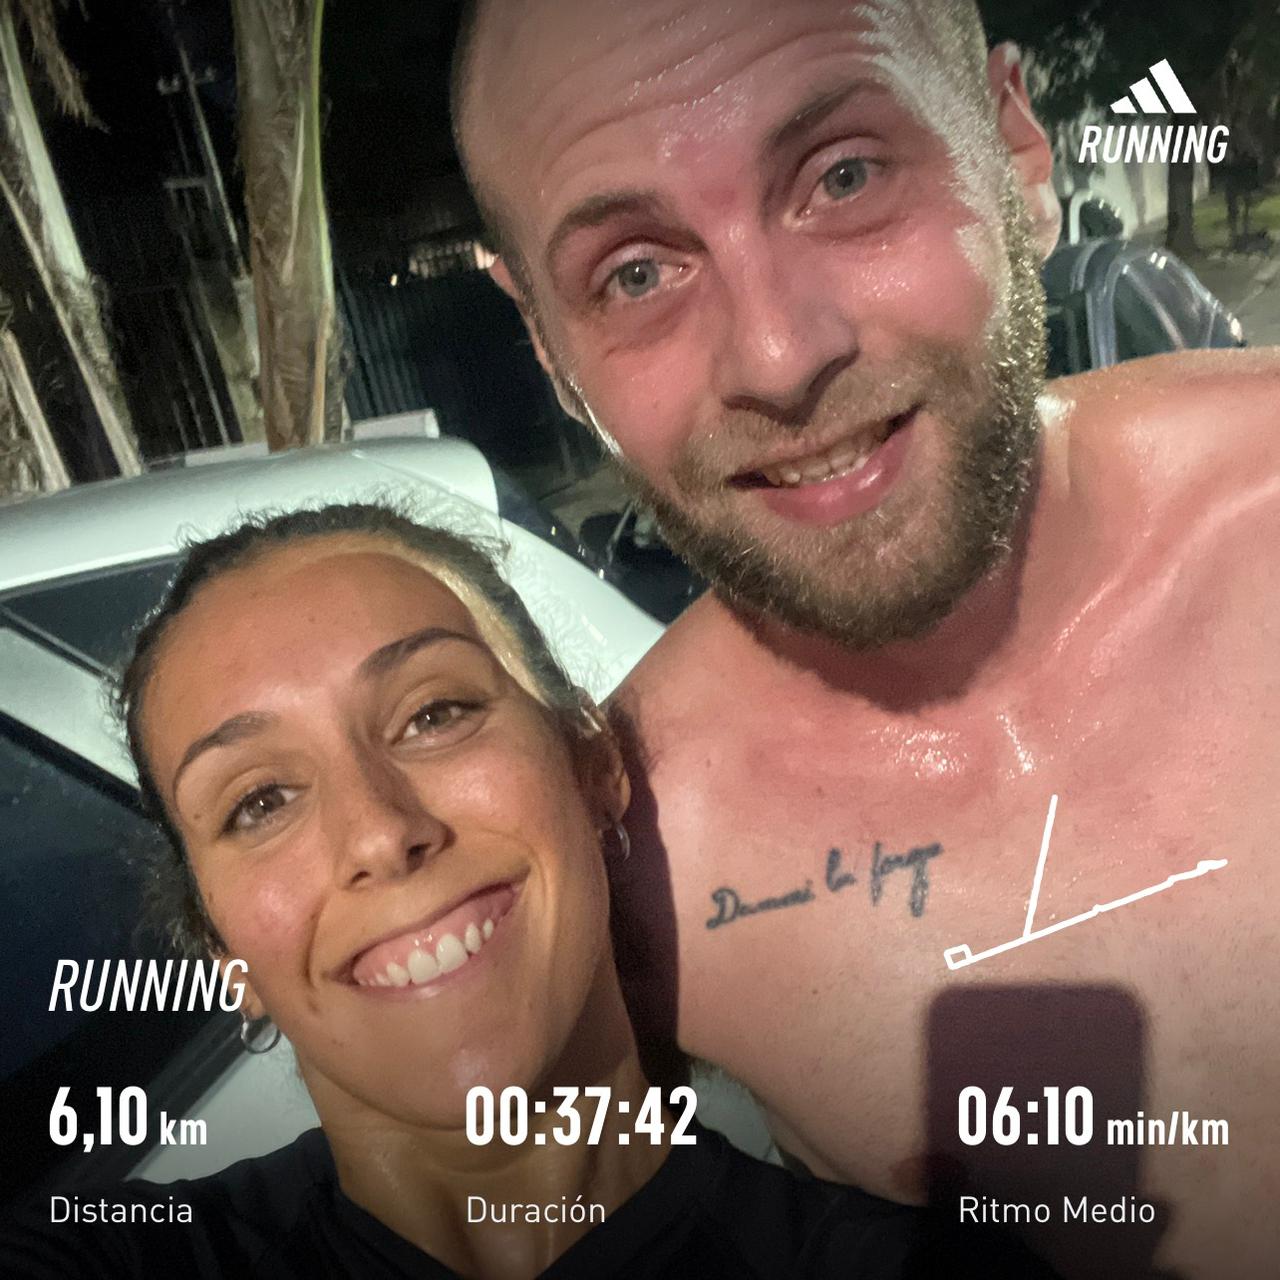 RUNNING
Dammi la forza
RUNNING
6,10 km
00:37:42
06:10 min/km
Distancia
Duración
Ritmo Medio